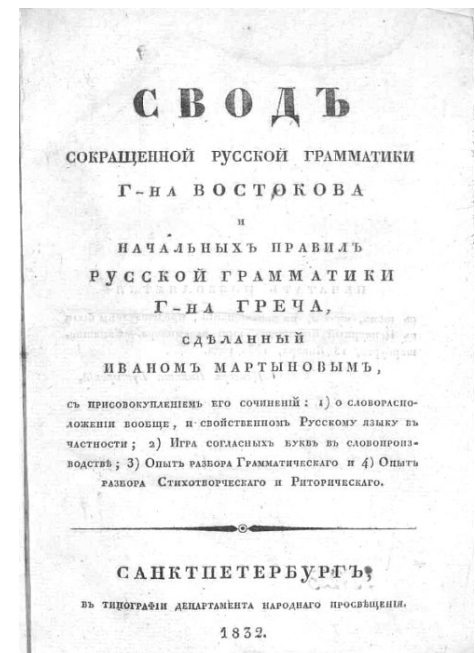 СВОДЪ
СОКРАЩЕННОЙ РУССКОЙ ГРАММАТИКИ
Г-НА ВОСТОКОВА
И
НАЧАЛЬНЫХЪ ПРАВИЛЪ
РУССКОЙ ГРАММАТИКИ
Г-НА ГРЕЧА,
СДѢЛАННЫЙ
ИВАНОМЪ МАРТЫНОВЫМЪ,
СЪ ПРИСОВОКУПЛЕНІЕМЪ ЕГО СОЧИНЕНІЙ: 1) О СЛОВОРАСПО-
ЛОЖЕНІИ ВООБЩЕ, И СВОЙСТВЕННОМЪ РУССКОМУ ЯЗЫКУ ВЪ
ЧАСТНОСТИ; 2) ИГРА СОГЛАСНЫХЪ БУКВЪ ВЪ СЛОВОПРОИЗ-
ВОДСТВѢ; 3) ОПЫТЪ РАЗБОРА ГРАММАТИЧЕСКАГО И 4) ОПЫТЪ
РАЗБОРА СТИХОТВОРЧЕСКАГО И РИТОРИЧЕСКАГО.
САНКТПЕТЕРБУРГЪ,
ВЪ ТИПОГРАФІИ ДЕПАРТАМЕНТА НАРОДНАГО ПРОСВѢЩЕНІЯ.
1832.